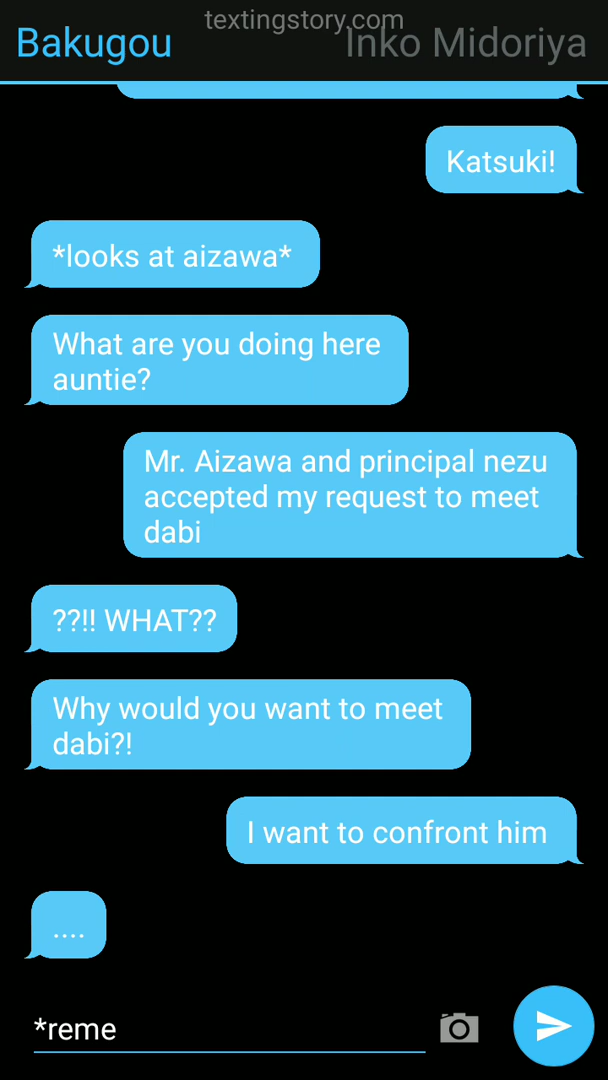 textingstory.com
Bakugou
Inko Midoriya
Katsuki!
*looks at aizawa*
What are you doing here
auntie?
Mr. Aizawa and principal nezu
accepted my request to meet
dabi
??!! WHAT??
Why would you want to meet
dabi?!
I want to confront him
....
*reme